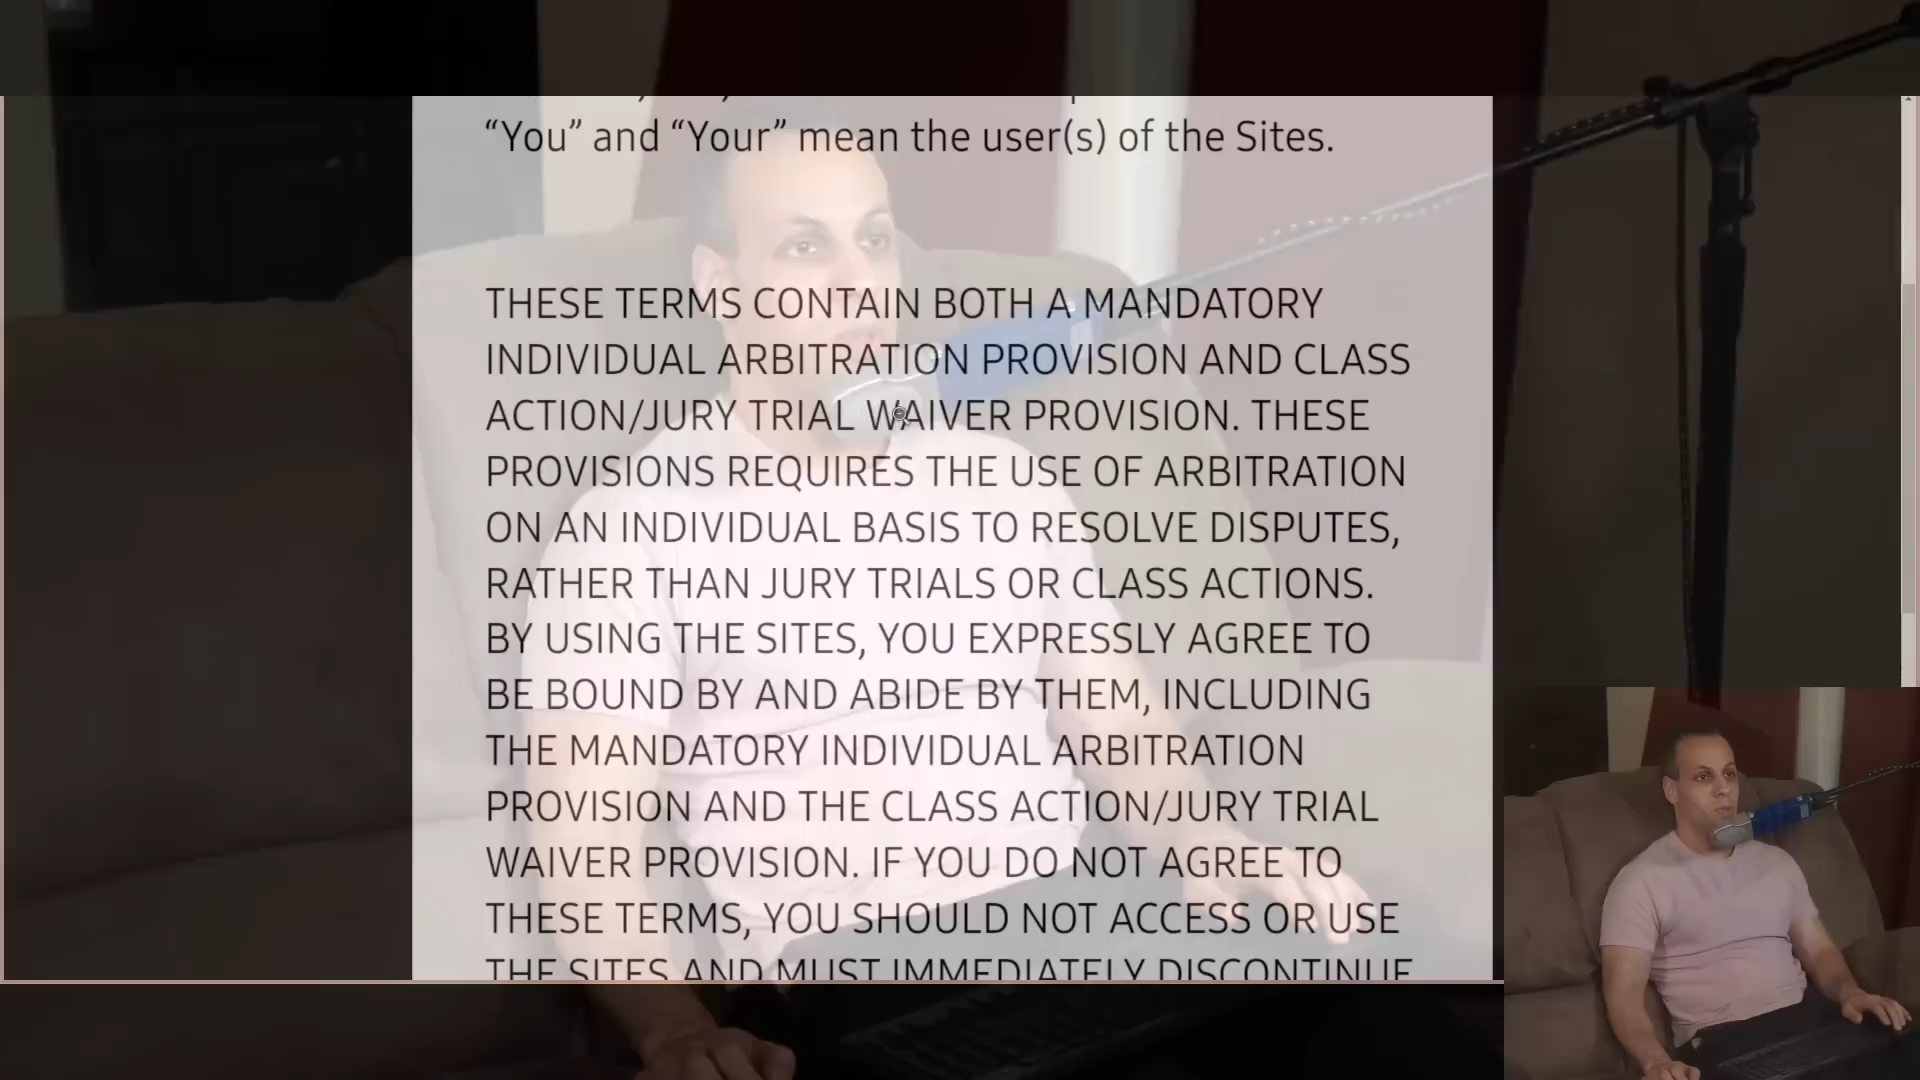 “You” and “Your” mean the user(s) of the Sites.
THESE TERMS CONTAIN BOTH A MANDATORY
INDIVIDUAL ARBITRATION PROVISION AND CLASS
ACTION/JURY TRIAL WAIVER PROVISION. THESE
PROVISIONS REQUIRES THE USE OF ARBITRATION
ON AN INDIVIDUAL BASIS TO RESOLVE DISPUTES,
RATHER THAN JURY TRIALS OR CLASS ACTIONS.
BY USING THE SITES, YOU EXPRESSLY AGREE TO
BE BOUND BY AND ABIDE BY THEM, INCLUDING
THE MANDATORY INDIVIDUAL ARBITRATION
PROVISION AND THE CLASS ACTION/JURY TRIAL
WAIVER PROVISION. IF YOU DO NOT AGREE TO
THESE TERMS, YOU SHOULD NOT ACCESS OR USE
THE SITES AND MUST IMMEDIATELY DISCONTINUE